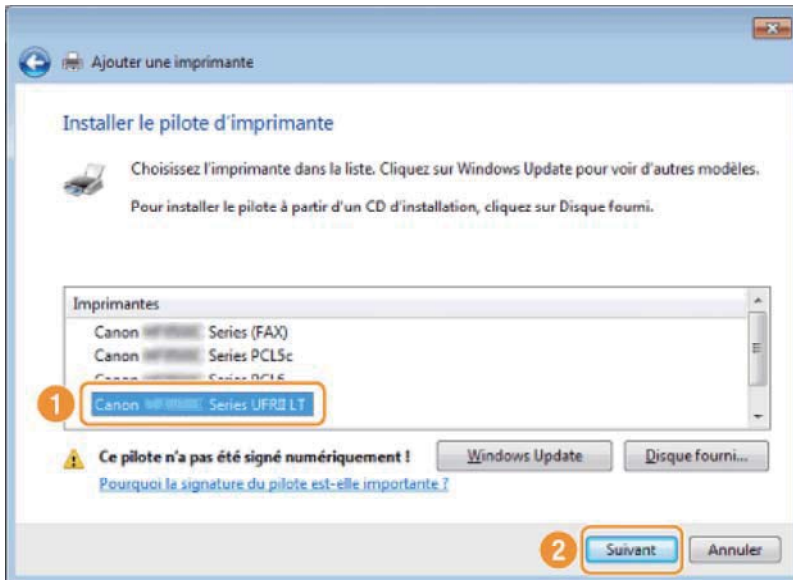 Ajouter une imprimante
Installer le pilote d'imprimante
Choisissez l'imprimante dans la liste. Cliquez sur Windows Update pour voir d'autres modèles.
Pour installer le pilote à partir d'un CD d'installation, cliquez sur Disque fourni.
Imprimantes
Canon Series (FAX)
Canon Series PCL5c
Canon Series PCL6
1
Canon Series UFRII LT
Ce pilote n'a pas été signé numériquement !
Windows Update
Disque fourni...
Pourquoi la signature du pilote est-elle importante ?
2
Suivant
Annuler